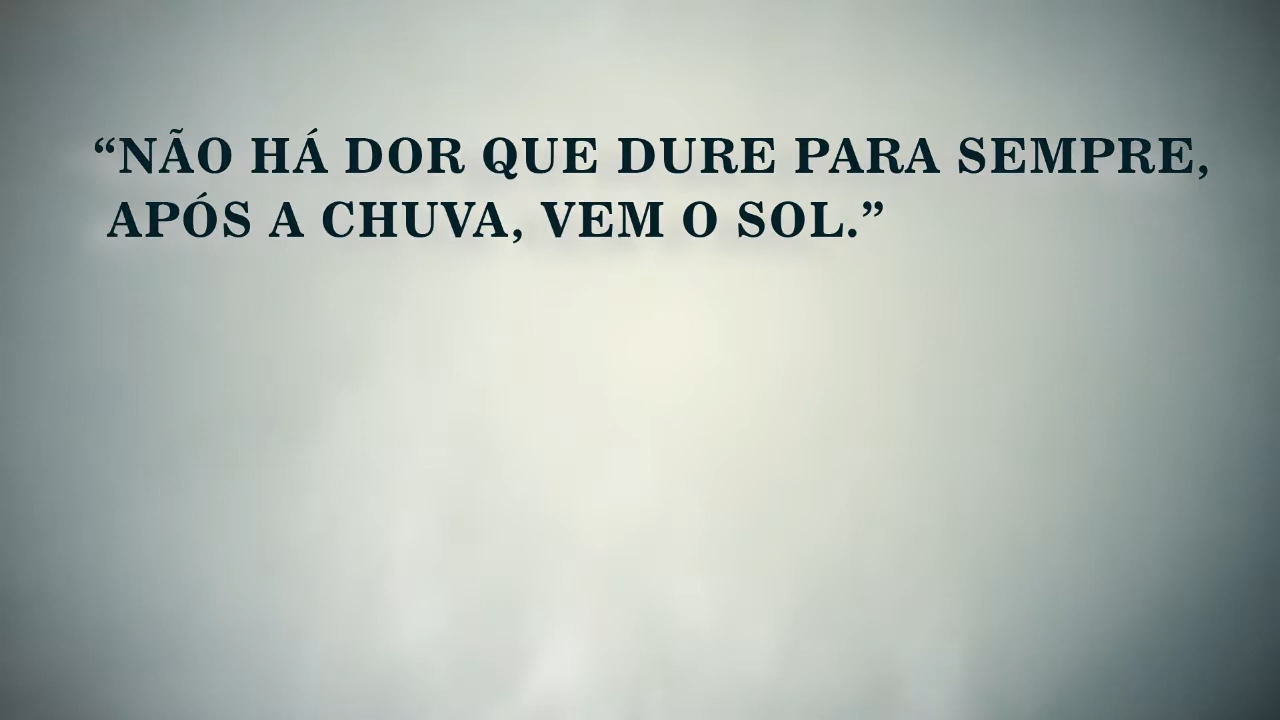 “NÃO HÁ DOR QUE DURE PARA SEMPRE,
APÓS A CHUVA, VEM O SOL.”